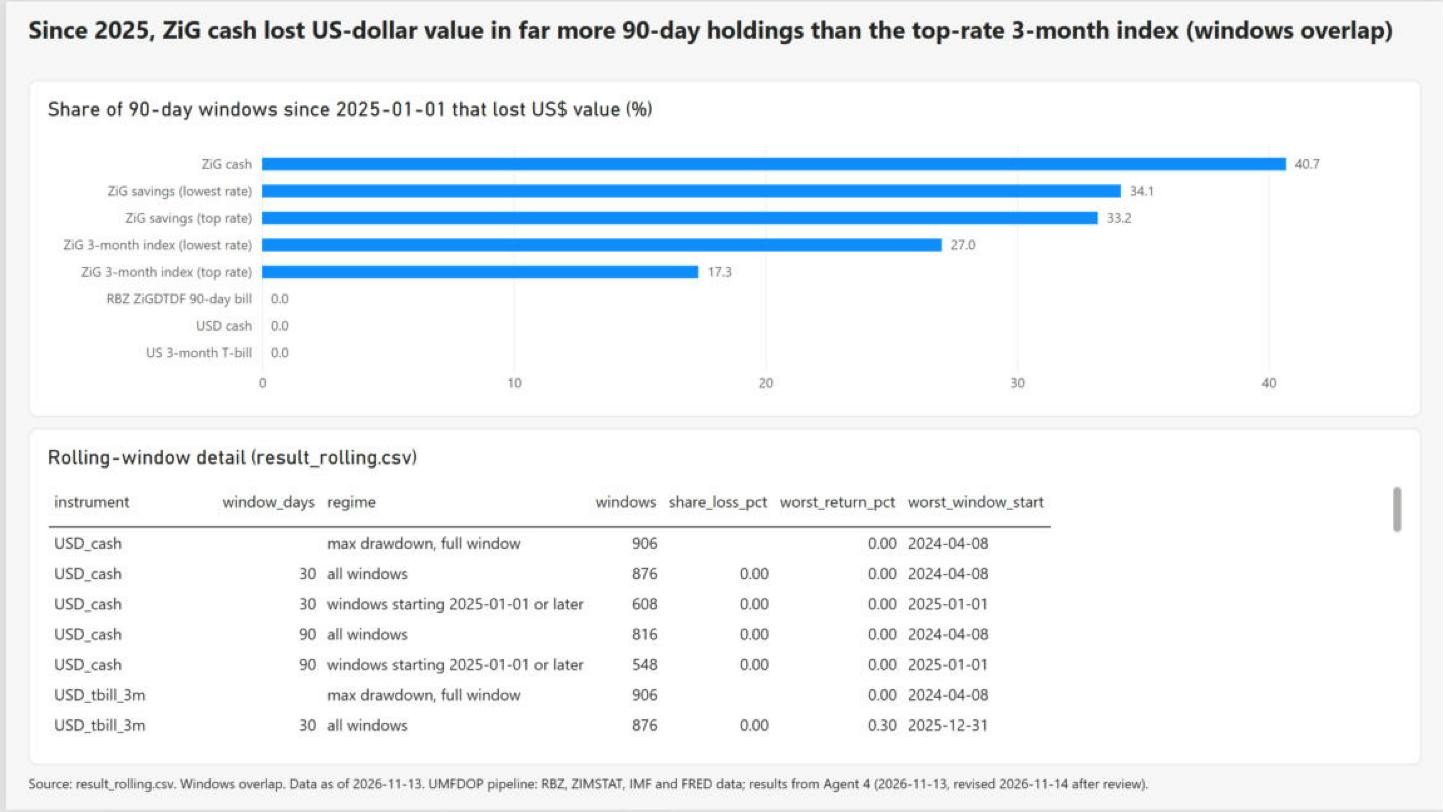 Since 2025, ZiG cash lost US-dollar value in far more 90-day holdings than the top-rate 3-month index (windows overlap)
Share of 90-day windows since 2025-01-01 that lost US$ value (%)
ZiG cash 40.7
ZiG savings (lowest rate) 34.1
ZiG savings (top rate) 33.2
ZiG 3-month index (lowest rate) 27.0
ZiG 3-month index (top rate) 17.3
RBZ ZiGDTDF 90-day bill 0.0
USD cash 0.0
US 3-month T-bill 0.0
0 10 20 30 40
Rolling-window detail (result_rolling.csv)
instrument window_days regime windows share_loss_pct worst_return_pct worst_window_start
USD_cash max drawdown, full window 906 0.00 2024-04-08
USD_cash 30 all windows 876 0.00 0.00 2024-04-08
USD_cash 30 windows starting 2025-01-01 or later 608 0.00 0.00 2025-01-01
USD_cash 90 all windows 816 0.00 0.00 2024-04-08
USD_cash 90 windows starting 2025-01-01 or later 548 0.00 0.00 2025-01-01
USD_tbill_3m max drawdown, full window 906 0.00 2024-04-08
USD_tbill_3m 30 all windows 876 0.00 0.30 2025-12-31
Source: result_rolling.csv. Windows overlap. Data as of 2026-11-13. UMFDOP pipeline: RBZ, ZIMSTAT, IMF and FRED data; results from Agent 4 (2026-11-13, revised 2026-11-14 after review).